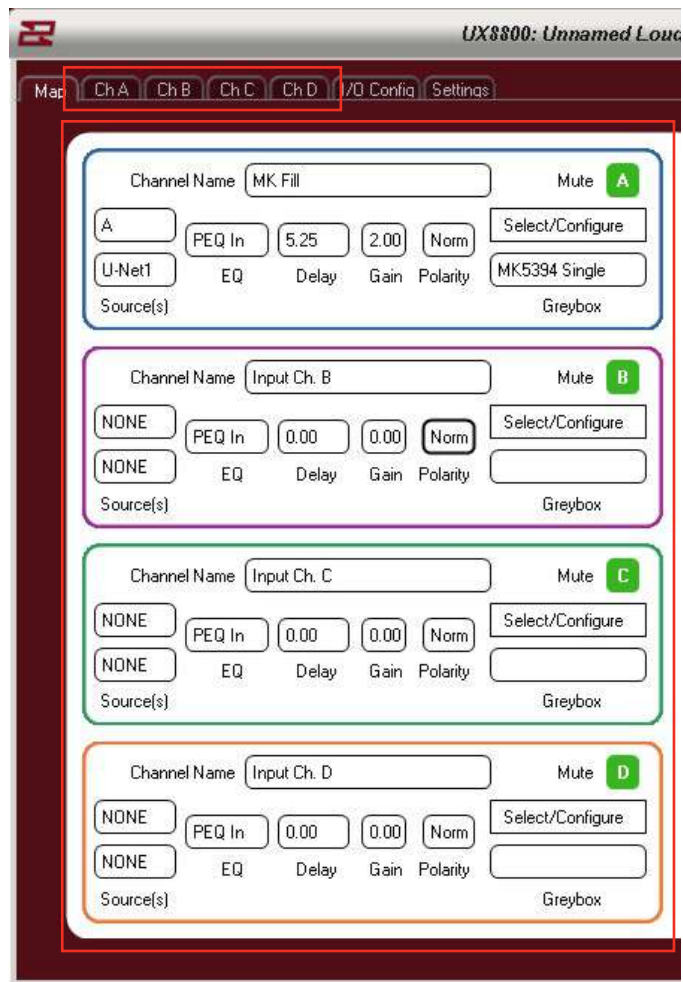 UX8800: Unnamed Loud
Map Ch A Ch B Ch C Ch D I/O Config Settings
Channel Name MK Fill Mute A
A PEQ In 5.25 2.00 Norm Select/Configure
U-Net1 EQ Delay Gain Polarity MK5394 Single
Source(s) Greybox
Channel Name Input Ch. B Mute B
NONE PEQ In 0.00 0.00 Norm Select/Configure
NONE EQ Delay Gain Polarity
Source(s) Greybox
Channel Name Input Ch. C Mute C
NONE PEQ In 0.00 0.00 Norm Select/Configure
NONE EQ Delay Gain Polarity
Source(s) Greybox
Channel Name Input Ch. D Mute D
NONE PEQ In 0.00 0.00 Norm Select/Configure
NONE EQ Delay Gain Polarity
Source(s) Greybox